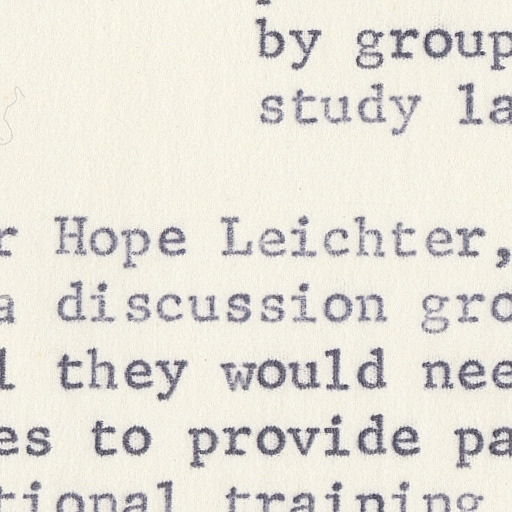 by group
study la
r Hope Leichter,
a discussion gro
l they would nee
es to provide pa
tional training